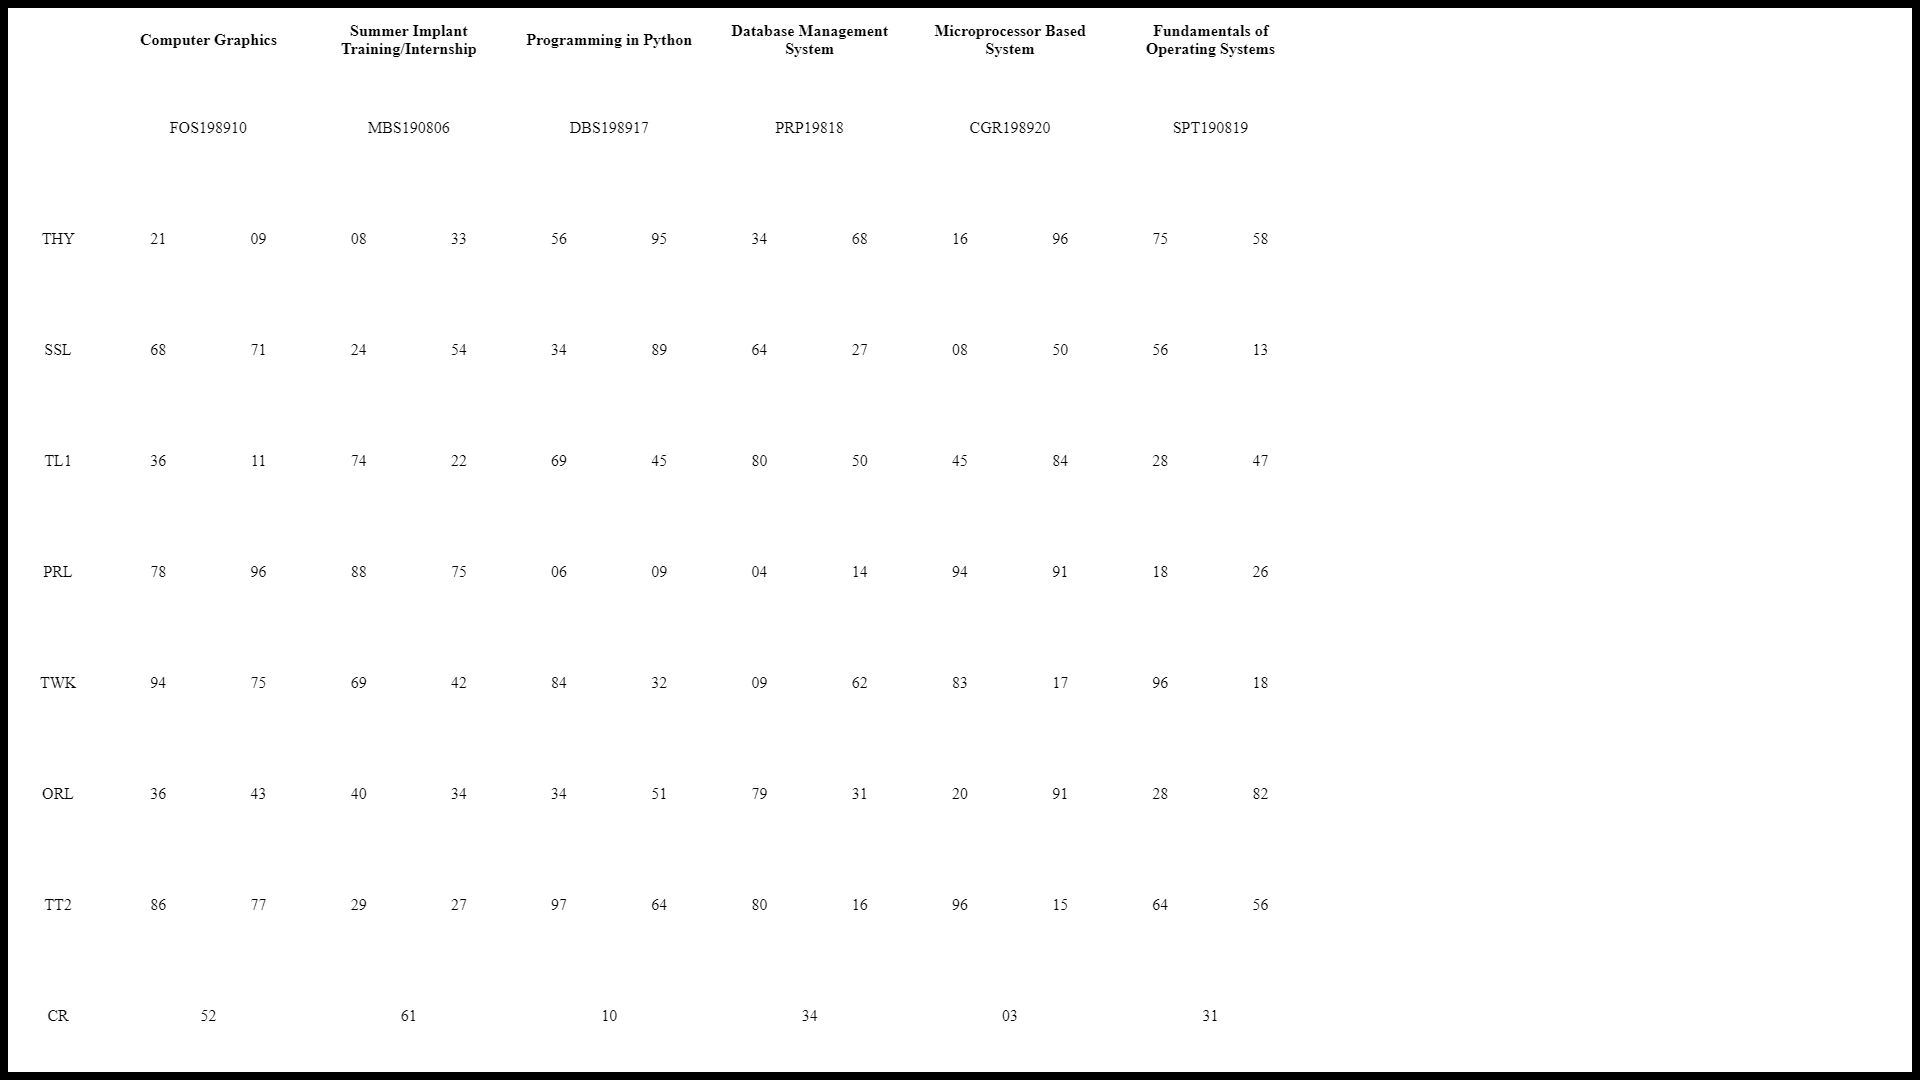 Computer Graphics Summer Implant Training/Internship Programming in Python Database Management System Microprocessor Based System Fundamentals of Operating Systems
FOS198910 MBS190806 DBS198917 PRP19818 CGR198920 SPT190819
THY 21 09 08 33 56 95 34 68 16 96 75 58
SSL 68 71 24 54 34 89 64 27 08 50 56 13
TL1 36 11 74 22 69 45 80 50 45 84 28 47
PRL 78 96 88 75 06 09 04 14 94 91 18 26
TWK 94 75 69 42 84 32 09 62 83 17 96 18
ORL 36 43 40 34 34 51 79 31 20 91 28 82
TT2 86 77 29 27 97 64 80 16 96 15 64 56
CR 52 61 10 34 03 31